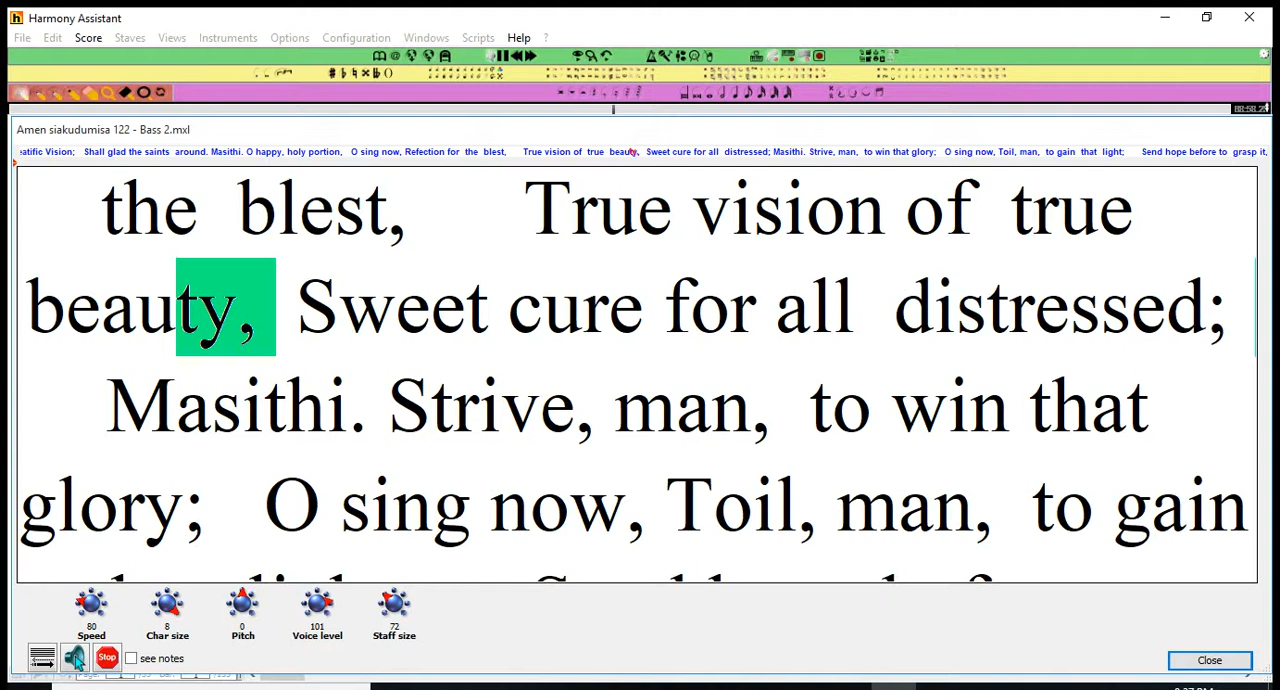 Harmony Assistant
File Edit Score Staves Views Instruments Options Configuration Windows Scripts Help ?
Amen siakudumisa 122 - Bass 2.mxl
eatific Vision; Shall glad the saints around. Masithi. O happy, holy portion, O sing now, Refection for the blest, True vision of true beauty, Sweet cure for all distressed; Masithi. Strive, man, to win that glory; O sing now, Toil, man, to gain that light; Send hope before to grasp it,
the blest, True vision of true
beauty, Sweet cure for all distressed;
Masithi. Strive, man, to win that
glory; O sing now, Toil, man, to gain
80 8 0 101 72
Speed Char size Pitch Voice level Staff size
Stop see notes Close